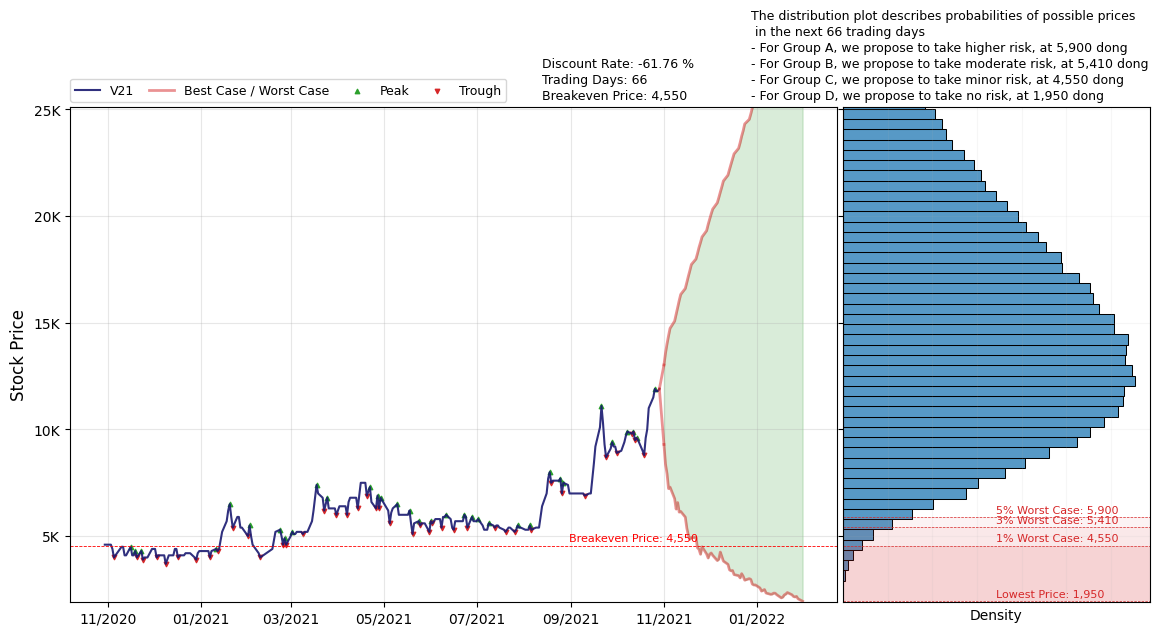 The distribution plot describes probabilities of possible prices
in the next 66 trading days
- For Group A, we propose to take higher risk, at 5,900 dong
- For Group B, we propose to take moderate risk, at 5,410 dong
- For Group C, we propose to take minor risk, at 4,550 dong
- For Group D, we propose to take no risk, at 1,950 dong
Discount Rate: -61.76 %
Trading Days: 66
Breakeven Price: 4,550
V21
Best Case / Worst Case
Peak
Trough
Stock Price
25K
20K
15K
10K
5K
Breakeven Price: 4,550
5% Worst Case: 5,900
3% Worst Case: 5,410
1% Worst Case: 4,550
Lowest Price: 1,950
11/2020
01/2021
03/2021
05/2021
07/2021
09/2021
11/2021
01/2022
Density